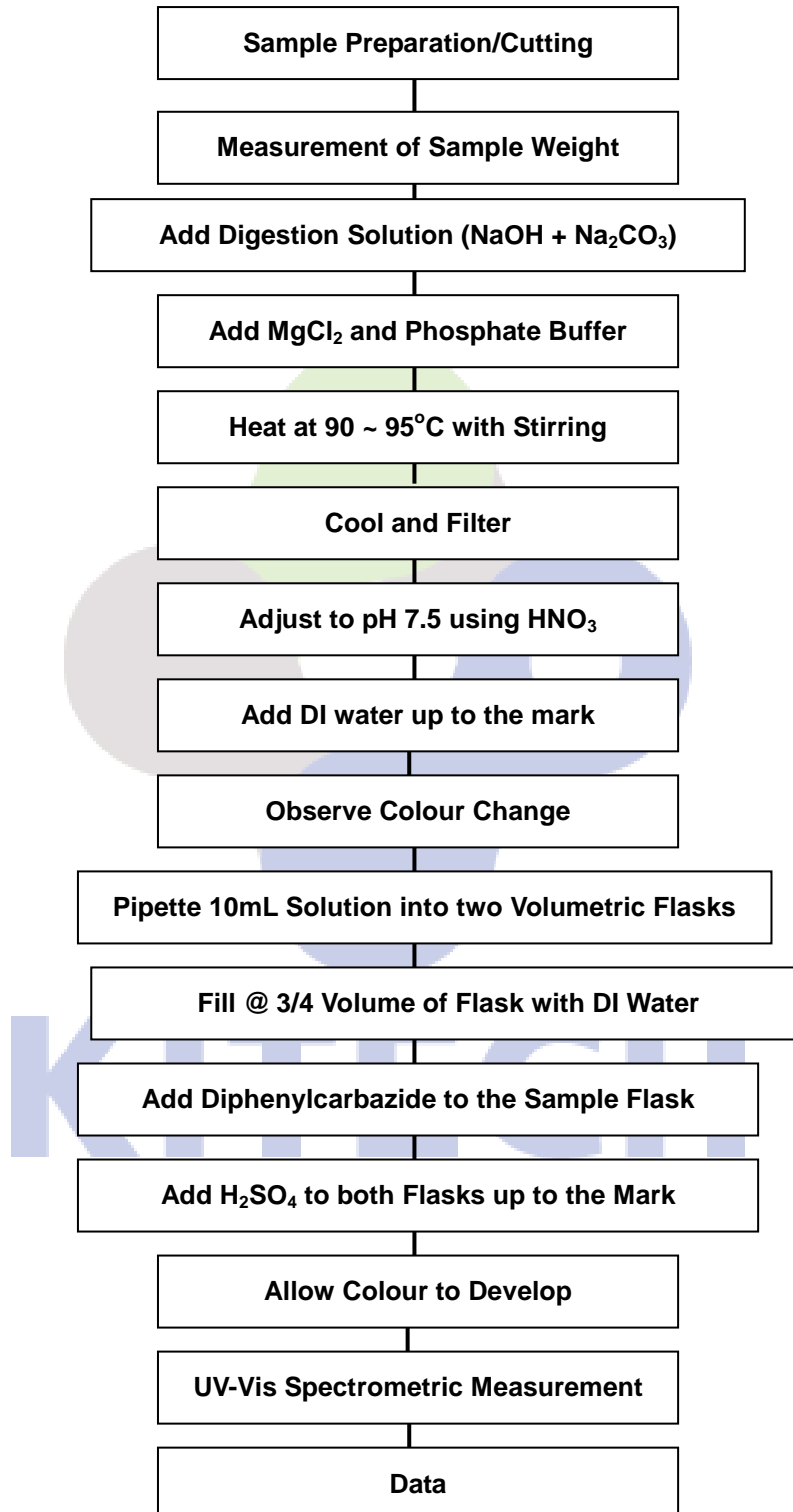 Sample Preparation/Cutting
Measurement of Sample Weight
Add Digestion Solution (NaOH + Na₂CO₃)
Add MgCl₂ and Phosphate Buffer
Heat at 90 ~ 95°C with Stirring
Cool and Filter
Adjust to pH 7.5 using HNO₃
Add DI water up to the mark
Observe Colour Change
Pipette 10mL Solution into two Volumetric Flasks
Fill @ 3/4 Volume of Flask with DI Water
KITECH
Add Diphenylcarbazide to the Sample Flask
Add H₂SO₄ to both Flasks up to the Mark
Allow Colour to Develop
UV-Vis Spectrometric Measurement
Data